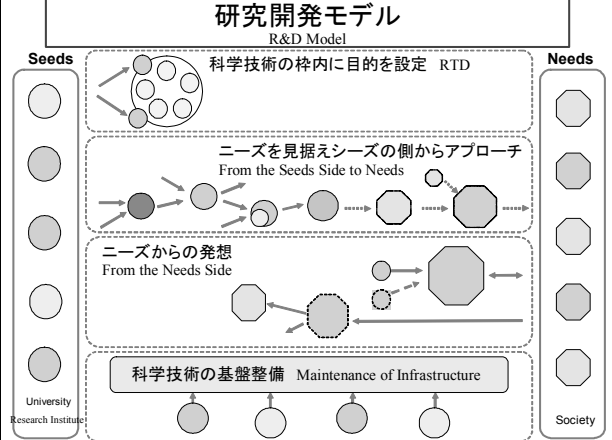 研究開発モデル
R&D Model
Seeds
Needs
科学技術の枠内に目的を設定 RTD
ニーズを見据えシーズの側からアプローチ
From the Seeds Side to Needs
ニーズからの発想
From the Needs Side
科学技術の基盤整備 Maintenance of Infrastructure
University
Research Institute
Society